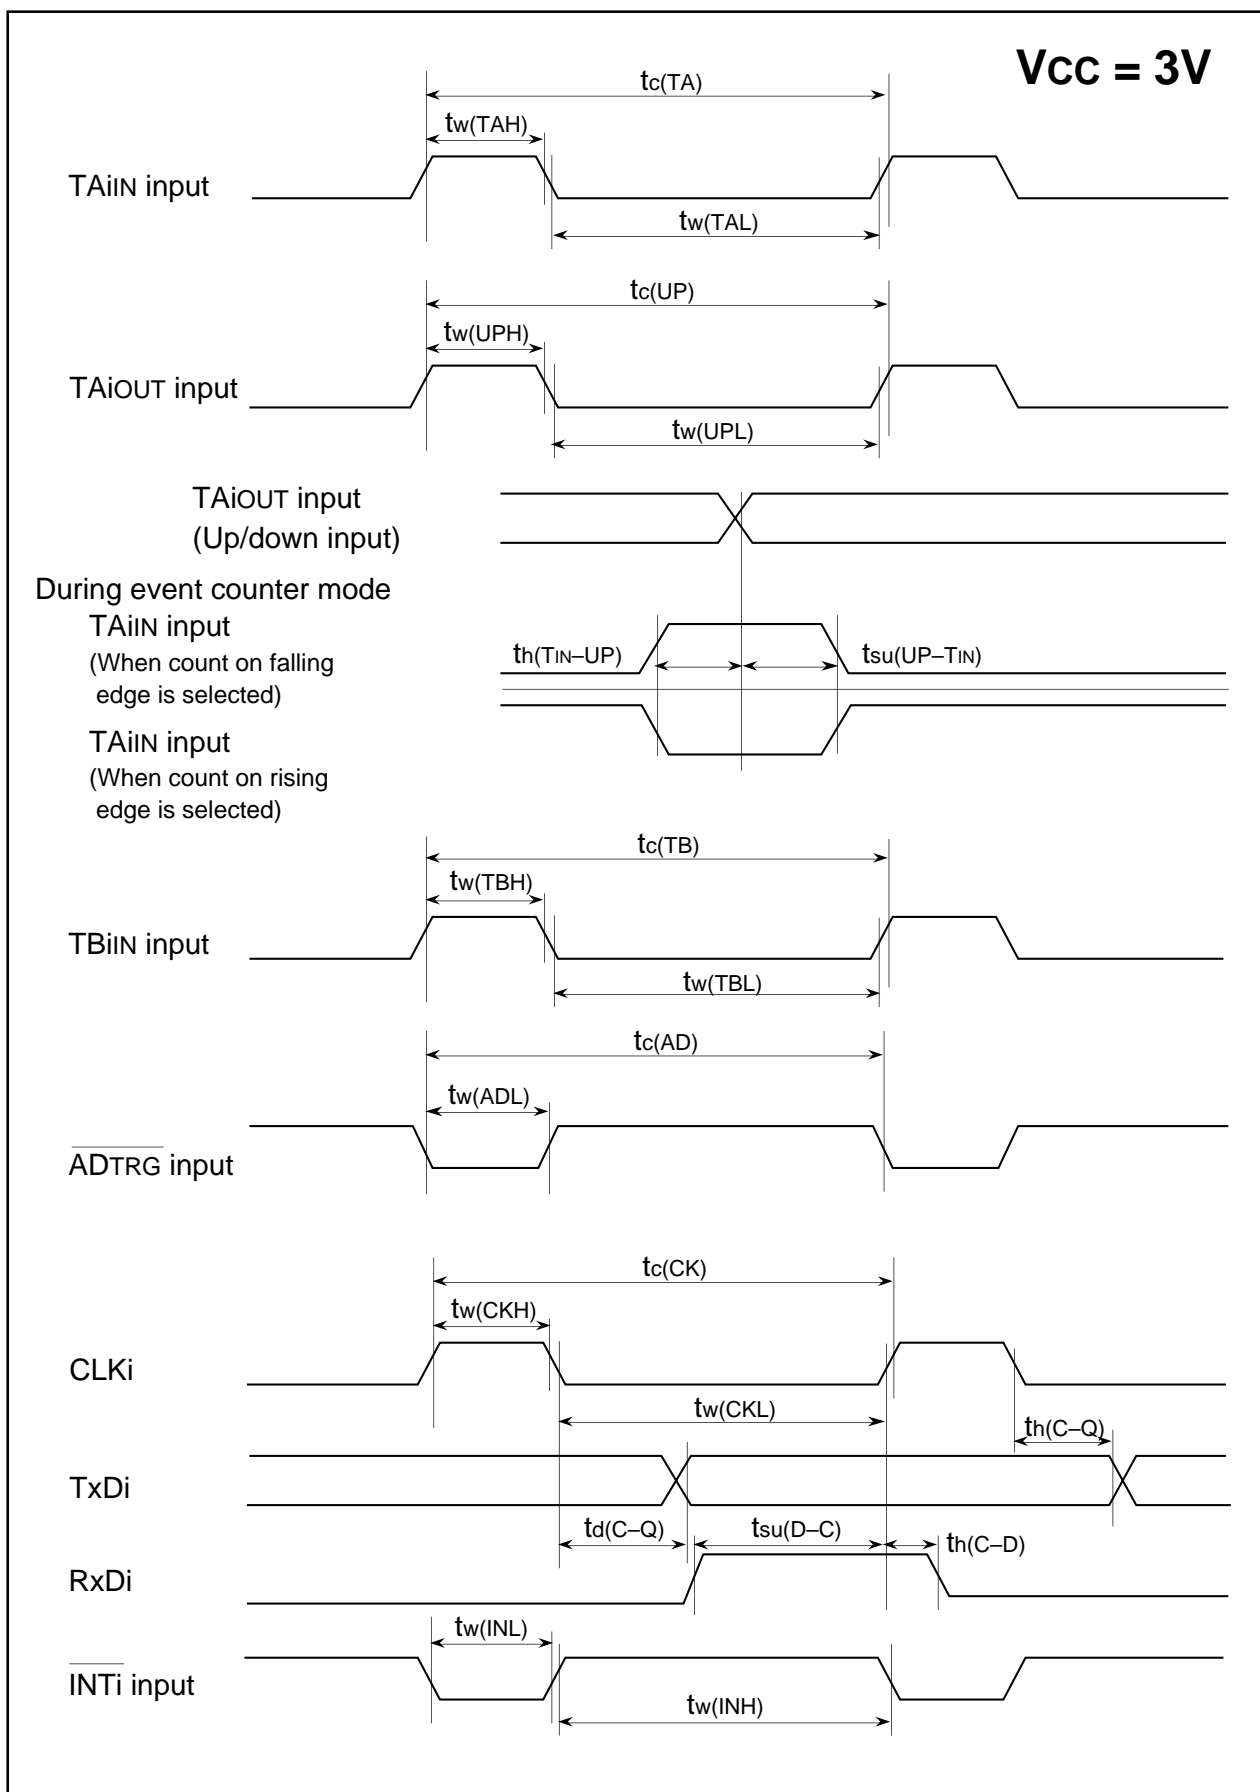 VCC = 3V
tc(TA)
tw(TAH)
TAiIN input
tw(TAL)
tc(UP)
tw(UPH)
TAiOUT input
tw(UPL)
TAiOUT input
(Up/down input)
During event counter mode
TAiIN input
(When count on falling
edge is selected)
th(TIN–UP)
tsu(UP–TIN)
TAiIN input
(When count on rising
edge is selected)
tc(TB)
tw(TBH)
TBiIN input
tw(TBL)
tc(AD)
tw(ADL)
ADTRG input
tc(CK)
tw(CKH)
CLKi
tw(CKL)
th(C–Q)
TxDi
td(C–Q)
tsu(D–C)
th(C–D)
RxDi
tw(INL)
INTi input
tw(INH)